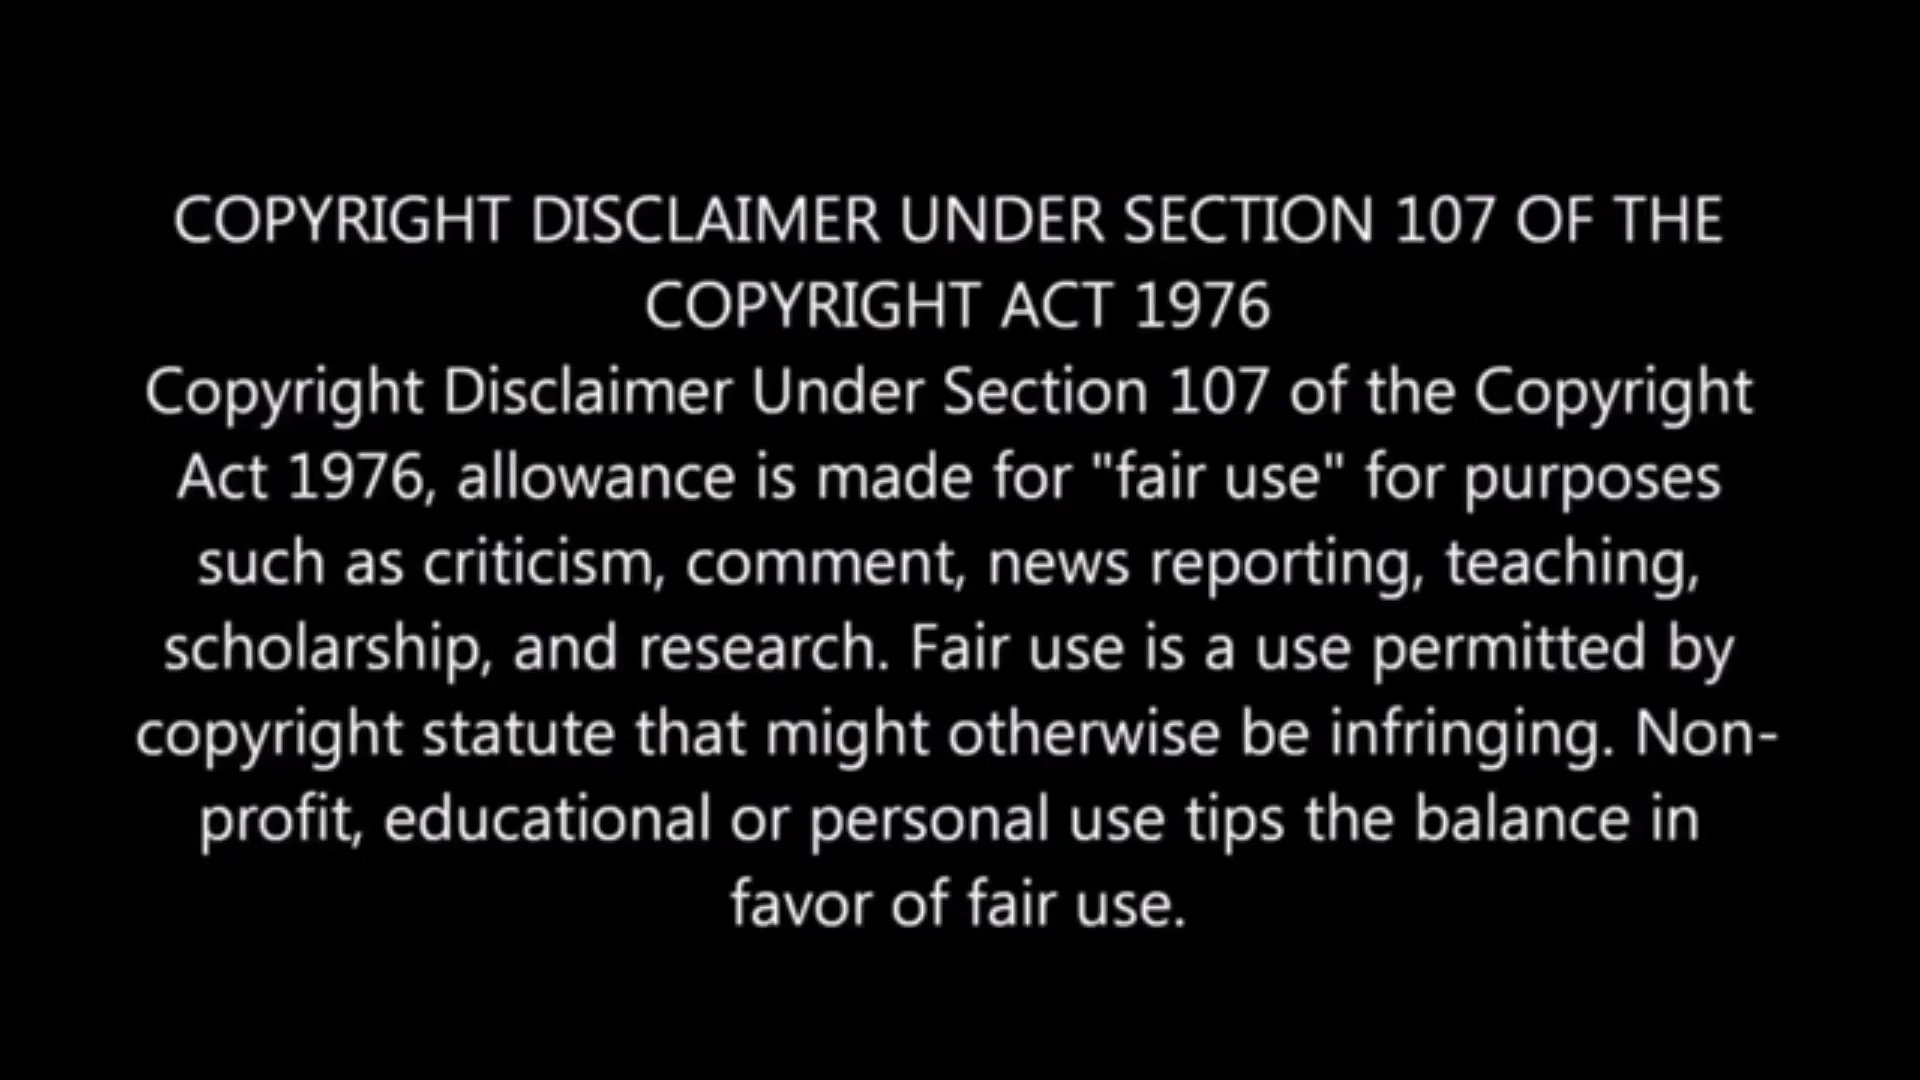 COPYRIGHT DISCLAIMER UNDER SECTION 107 OF THE
COPYRIGHT ACT 1976
Copyright Disclaimer Under Section 107 of the Copyright
Act 1976, allowance is made for "fair use" for purposes
such as criticism, comment, news reporting, teaching,
scholarship, and research. Fair use is a use permitted by
copyright statute that might otherwise be infringing. Non-
profit, educational or personal use tips the balance in
favor of fair use.